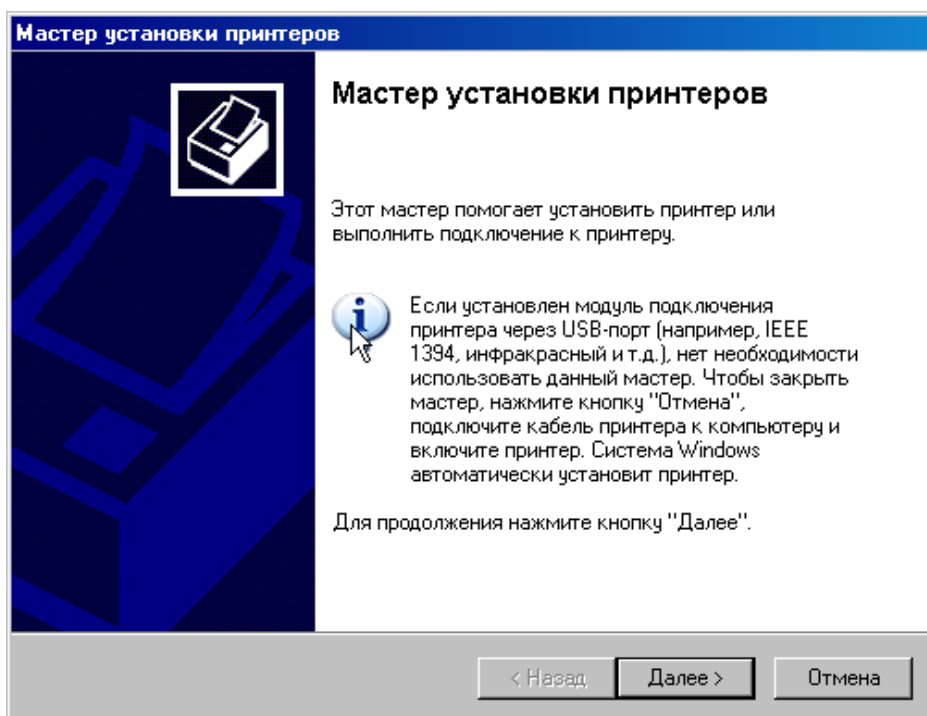 Мастер установки принтеров
Мастер установки принтеров
Этот мастер помогает установить принтер или
выполнить подключение к принтеру.
Если установлен модуль подключения
принтера через USB-порт (например, IEEE
1394, инфракрасный и т.д.), нет необходимости
использовать данный мастер. Чтобы закрыть
мастер, нажмите кнопку "Отмена",
подключите кабель принтера к компьютеру и
включите принтер. Система Windows
автоматически установит принтер.
Для продолжения нажмите кнопку "Далее".
< Назад
Далее >
Отмена